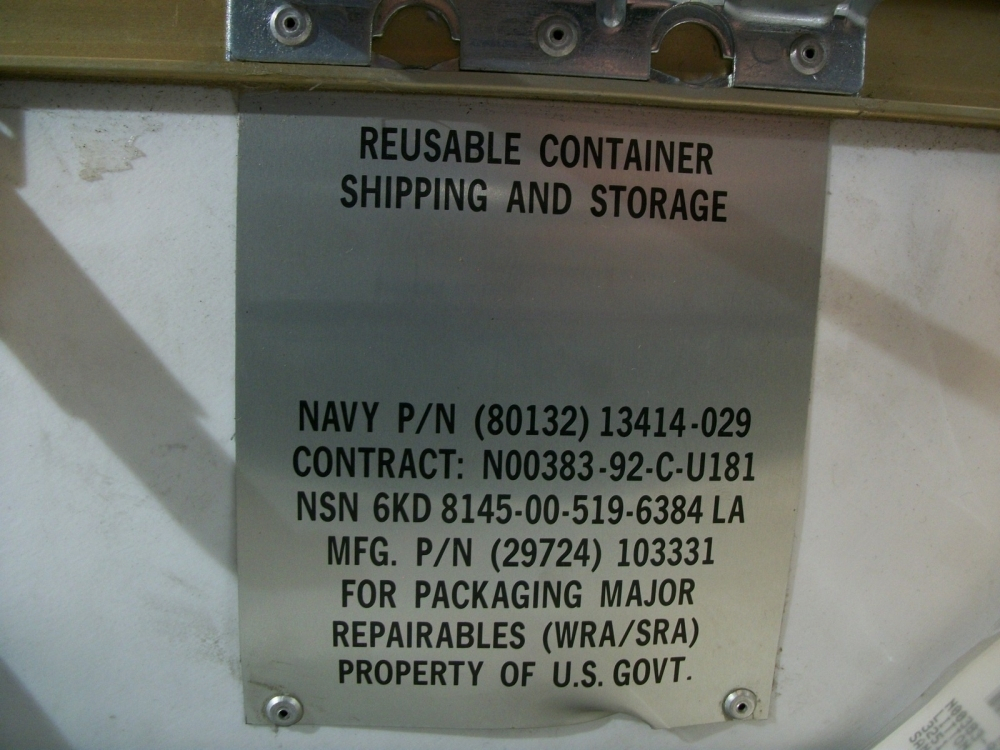 REUSABLE CONTAINER
SHIPPING AND STORAGE
NAVY P/N (80132) 13414-029
CONTRACT: N00383-92-C-U181
NSN 6KD 8145-00-519-6384 LA
MFG. P/N (29724) 103331
FOR PACKAGING MAJOR
REPAIRABLES (WRA/SRA)
PROPERTY OF U.S. GOVT.